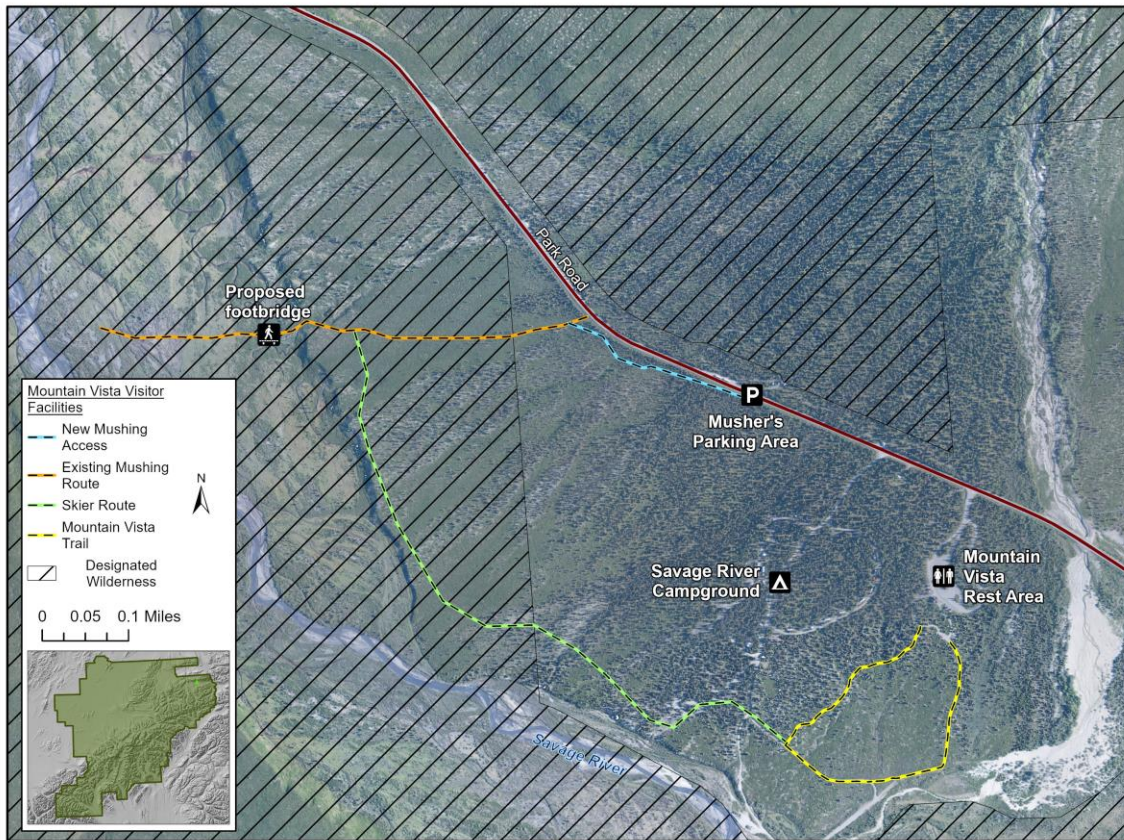 Park Road
Proposed
footbridge
P
Musher's
Parking Area
Mountain Vista Visitor
Facilities
New Mushing
Access
Existing Mushing
Route
N
Skier Route
Mountain Vista
Trail
Designated
Wilderness
0 0.05 0.1 Miles
Savage River
Campground
Mountain
Vista
Rest Area
Savage River